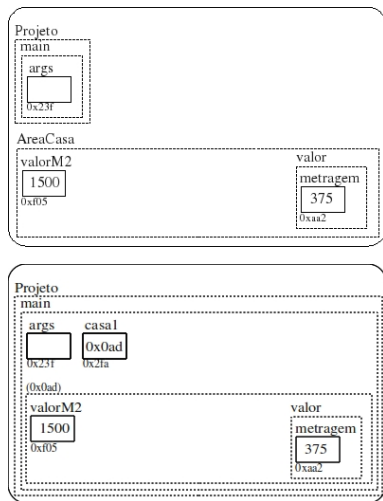 Projeto
main
args
0x23f
AreaCasa
valorM2
valor
1500
metragem
0xf05
375
0xaa2
Projeto
main
args casa1
0x0ad
0x23f 0x2fa
(0x0ad)
valorM2 valor
1500 metragem
0xf05 375
0xaa2